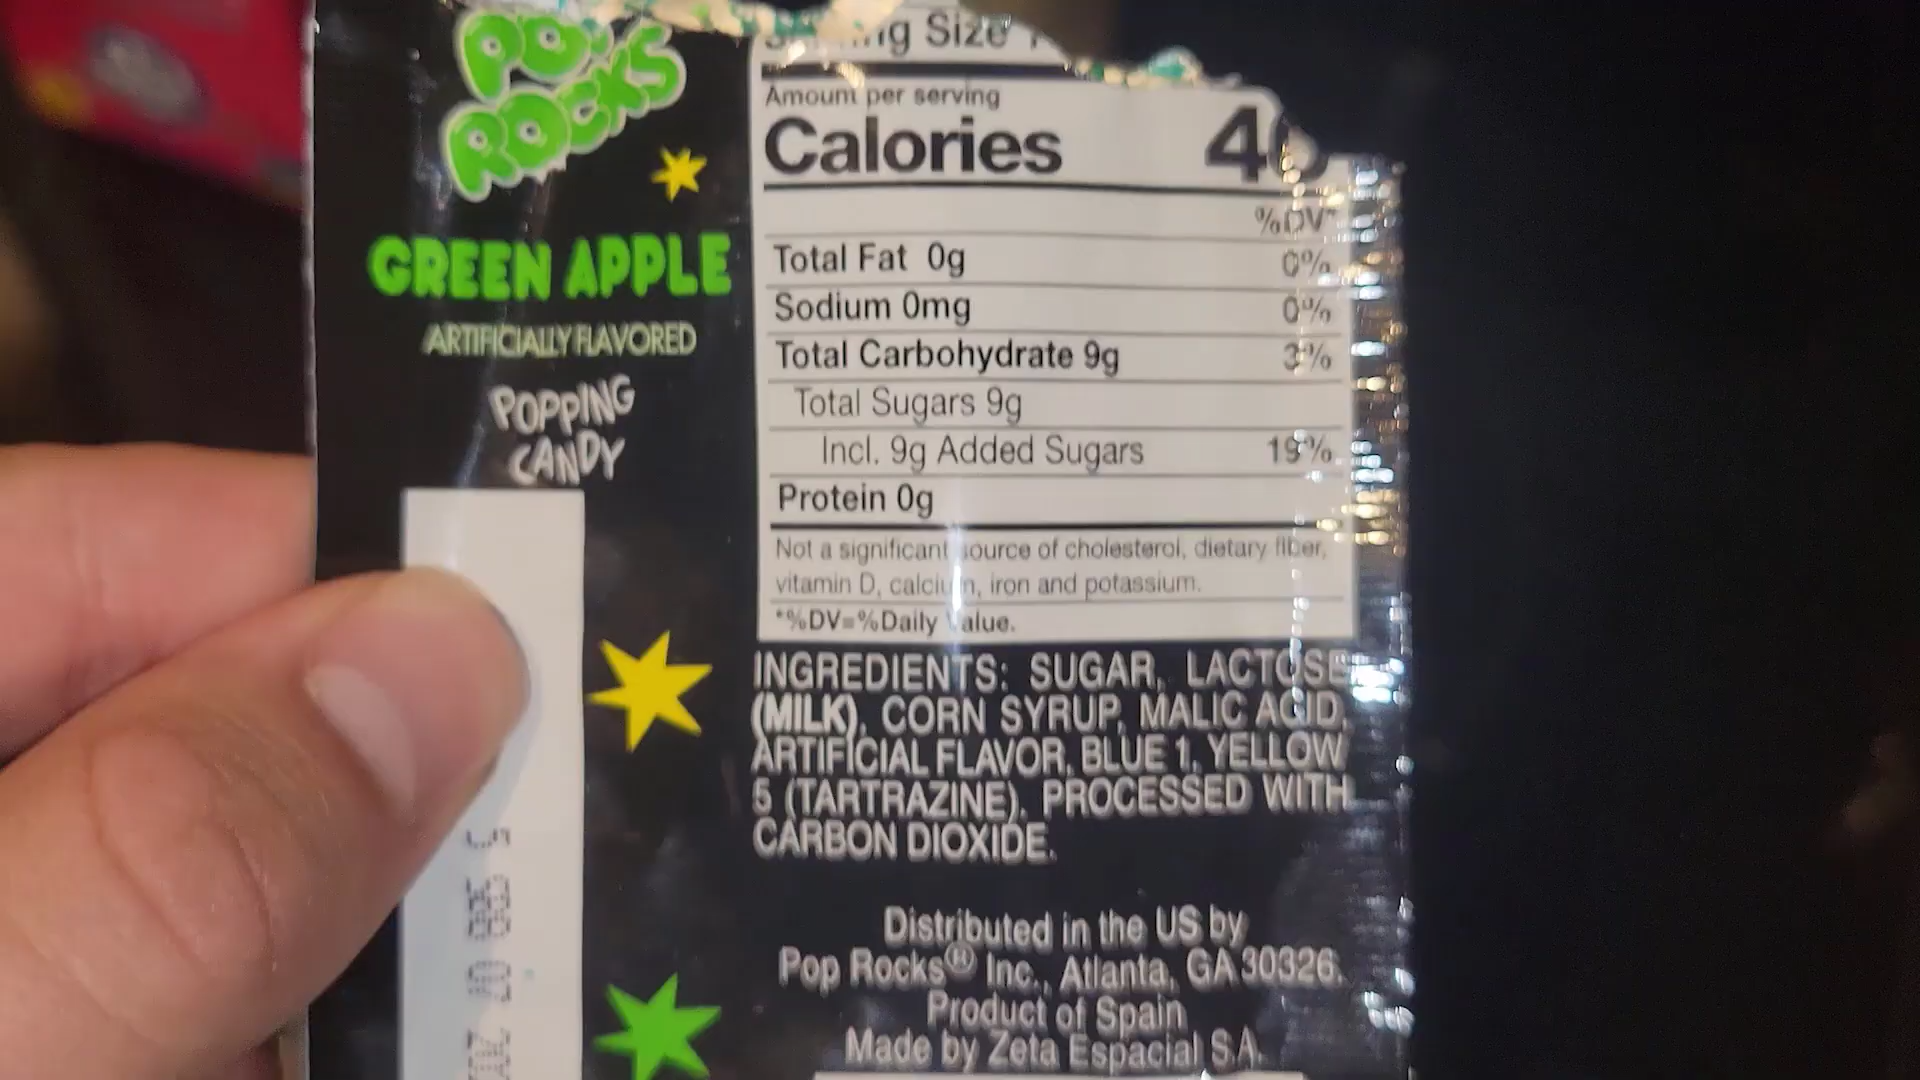 ROCKS
GREEN APPLE
ARTIFICIALLY FLAVORED
POPPING
CANDY
Size
Amount per serving
Calories 40
%DV*
Total Fat 0g 0%
Sodium 0mg 0%
Total Carbohydrate 9g 3%
Total Sugars 9g
Incl. 9g Added Sugars 19%
Protein 0g
Not a significant source of cholesterol, dietary fiber,
vitamin D, calcium, iron and potassium.
*%DV=%Daily Value.
INGREDIENTS: SUGAR, LACTOSE
(MILK), CORN SYRUP, MALIC ACID,
ARTIFICIAL FLAVOR, BLUE 1, YELLOW
5 (TARTRAZINE). PROCESSED WITH
CARBON DIOXIDE.
Distributed in the US by
Pop Rocks® Inc., Atlanta, GA 30326.
Product of Spain
Made by Zeta Espacial S.A.